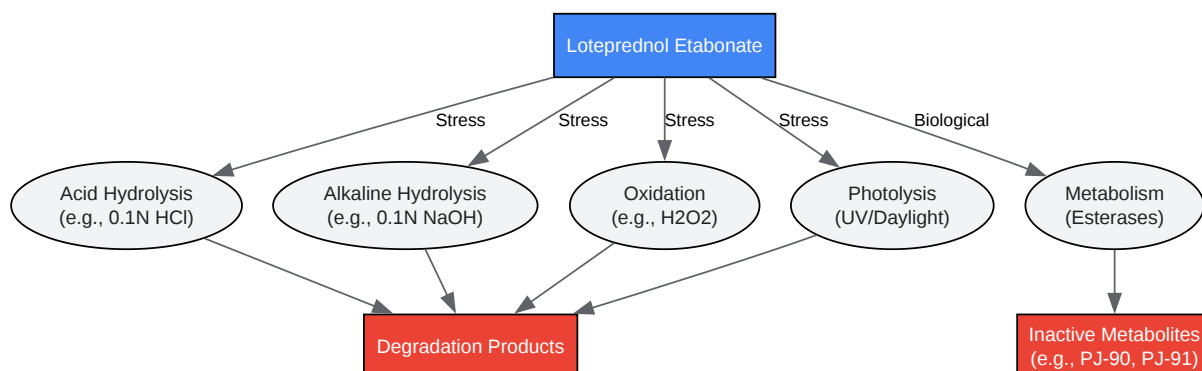 Loteprednol Etabonate
Stress
Stress
Stress
Stress
Biological
Acid Hydrolysis
(e.g., 0.1N HCl)
Alkaline Hydrolysis
(e.g., 0.1N NaOH)
Oxidation
(e.g., H2O2)
Photolysis
(UV/Daylight)
Metabolism
(Esterases)
Degradation Products
Inactive Metabolites
(e.g., PJ-90, PJ-91)